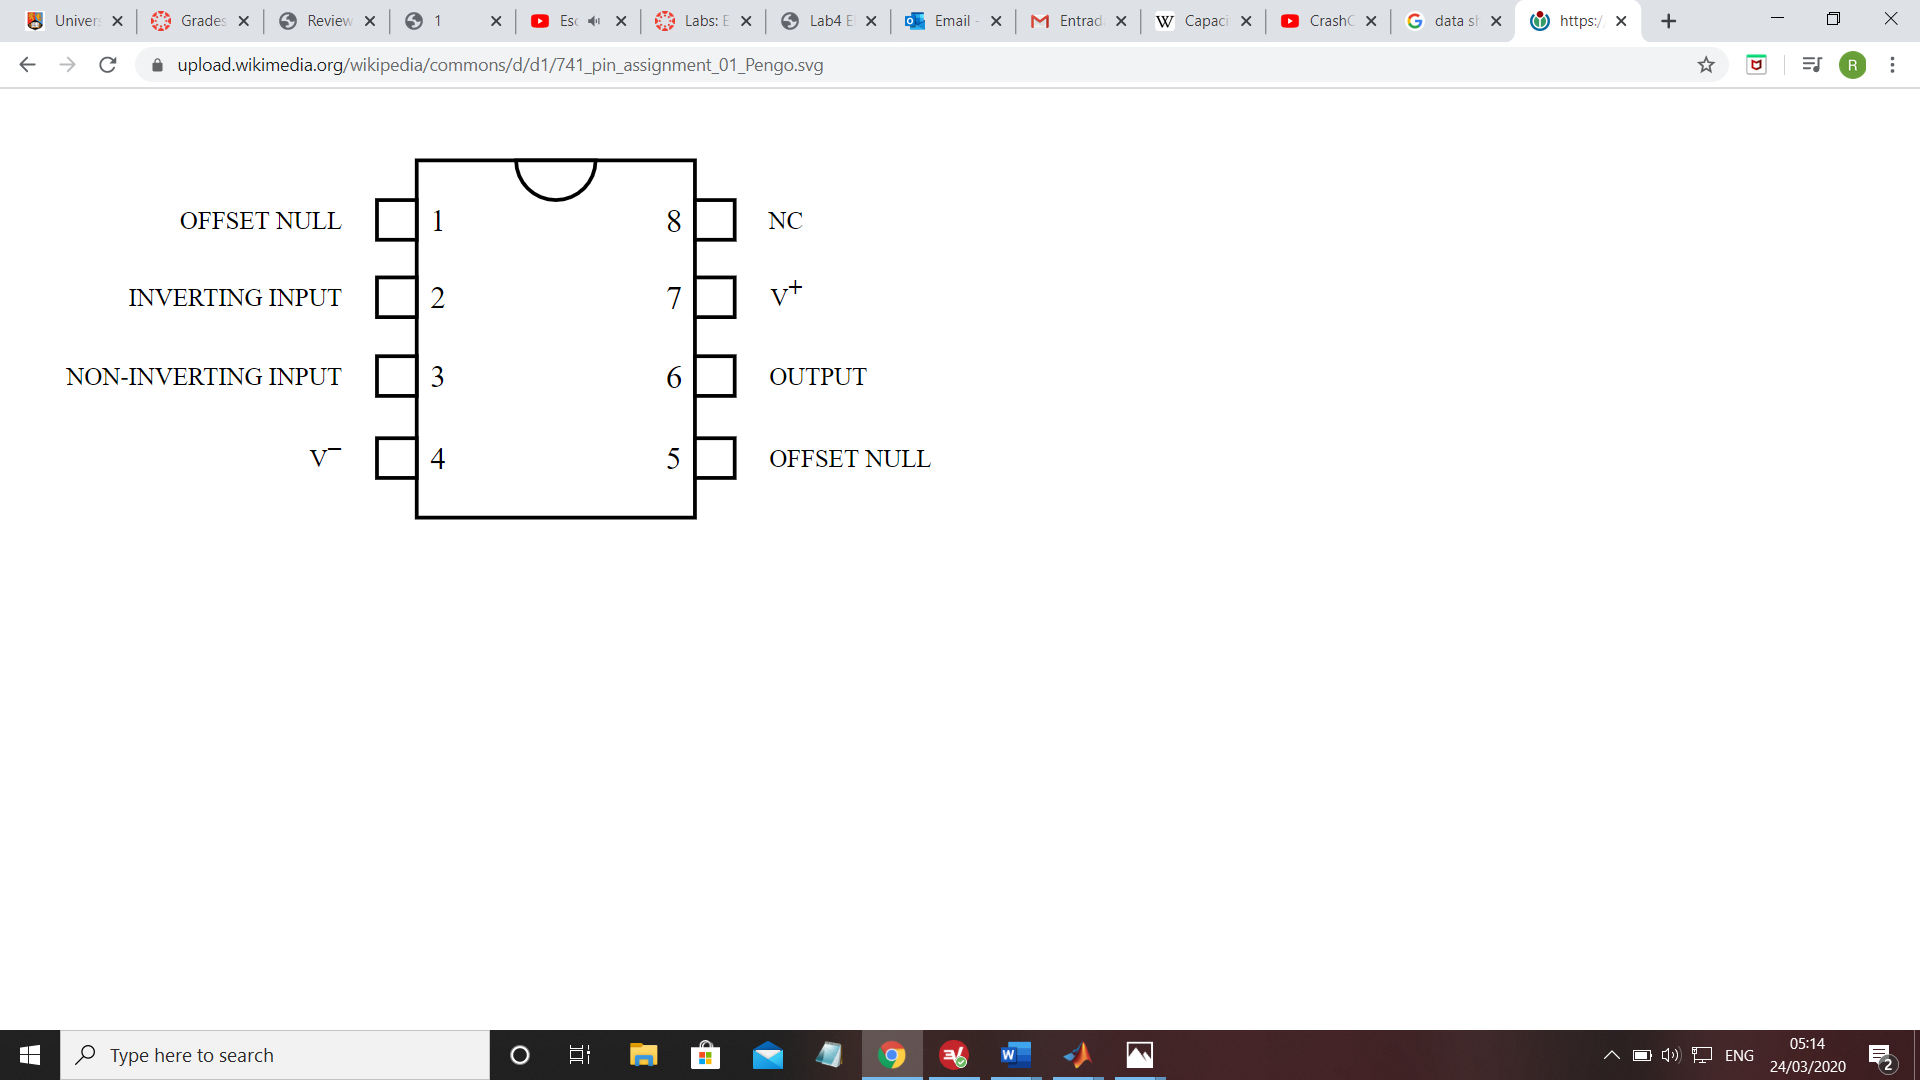 Univer
Grades
Review
1
Esc
Labs: E
Lab4 E
Email -
Entrad
Capaci
CrashC
data sh
https:/
upload.wikimedia.org/wikipedia/commons/d/d1/741_pin_assignment_01_Pengo.svg
R
OFFSET NULL 1 8 NC
INVERTING INPUT 2 7 V+
NON-INVERTING INPUT 3 6 OUTPUT
V− 4 5 OFFSET NULL
Type here to search
ENG
05:14
24/03/2020
2